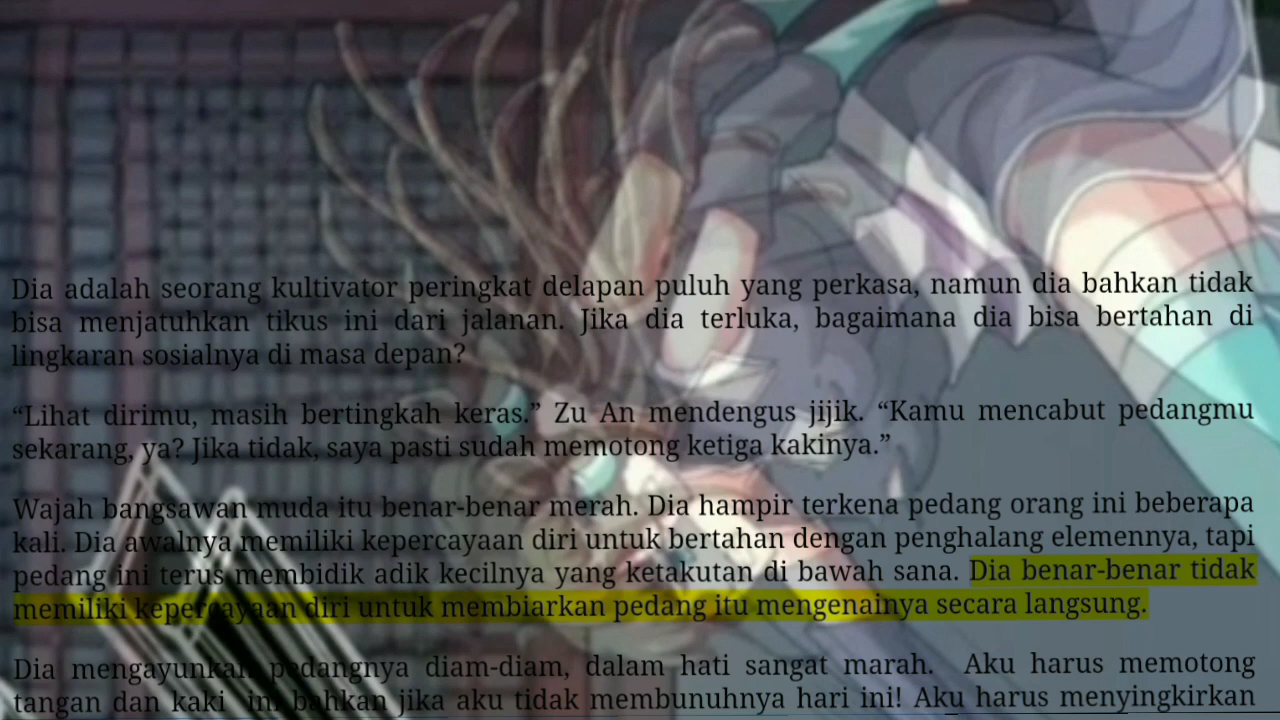 Dia adalah seorang kultivator peringkat delapan puluh yang perkasa, namun dia bahkan tidak
bisa menjatuhkan tikus ini dari jalanan. Jika dia terluka, bagaimana dia bisa bertahan di
lingkaran sosialnya di masa depan?
“Lihat dirimu, masih bertingkah keras.” Zu An mendengus jijik. “Kamu mencabut pedangmu
sekarang, ya? Jika tidak, saya pasti sudah memotong ketiga kakinya.”
Wajah bangsawan muda itu benar-benar merah. Dia hampir terkena pedang orang ini beberapa
kali. Dia awalnya memiliki kepercayaan diri untuk bertahan dengan penghalang elemennya, tapi
pedang ini terus membidik adik kecilnya yang ketakutan di bawah sana. Dia benar-benar tidak
memiliki kepercayaan diri untuk membiarkan pedang itu mengenainya secara langsung.
Dia mengayunkan pedangnya diam-diam, dalam hati sangat marah. Aku harus memotong
tangan dan kaki ini bahkan jika aku tidak membunuhnya hari ini! Aku harus menyingkirkan